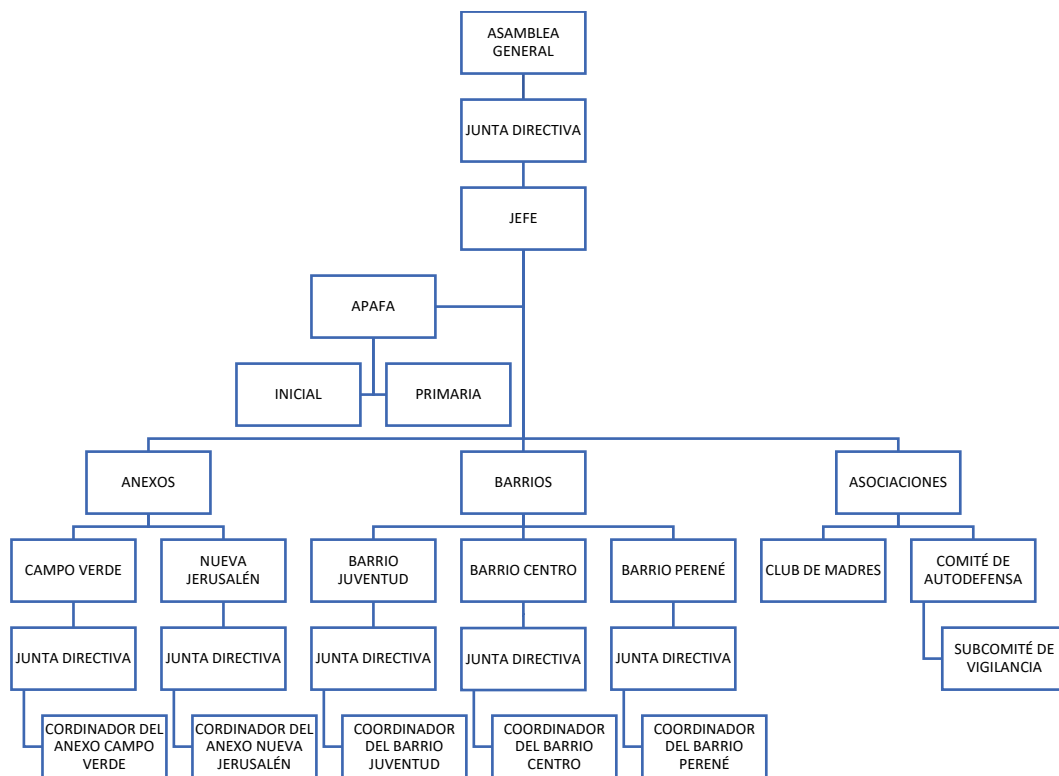 ASAMBLEA
GENERAL
JUNTA DIRECTIVA
JEFE
APAFA
INICIAL
PRIMARIA
ANEXOS
BARRIOS
ASOCIACIONES
CAMPO VERDE
NUEVA
JERUSALÉN
BARRIO
JUVENTUD
BARRIO CENTRO
BARRIO PERENÉ
CLUB DE MADRES
COMITÉ DE
AUTODEFENSA
JUNTA DIRECTIVA
JUNTA DIRECTIVA
JUNTA DIRECTIVA
JUNTA DIRECTIVA
JUNTA DIRECTIVA
SUBCOMITÉ DE
VIGILANCIA
CORDINADOR DEL
ANEXO CAMPO
VERDE
CORDINADOR DEL
ANEXO NUEVA
JERUSALÉN
COORDINADOR
DEL BARRIO
JUVENTUD
COORDINADOR
DEL BARRIO
CENTRO
COORDINADOR
DEL BARRIO
PERENÉ